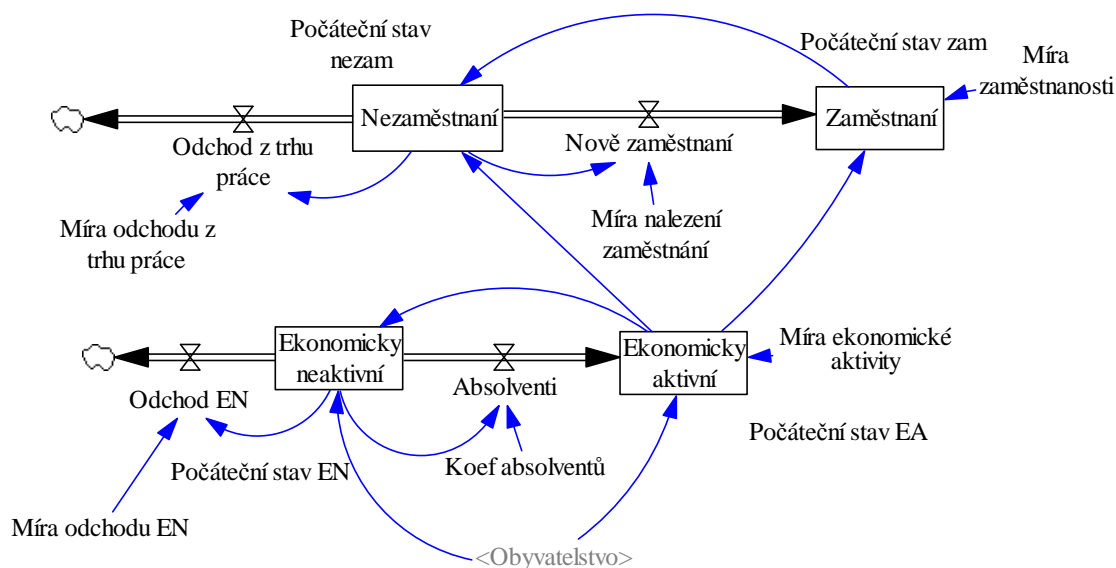 Počáteční stav
nezam
Počáteční stav zam
Míra
zaměstnanosti
Nezaměstnaní
Zaměstnaní
Odchod z trhu
práce
Nově zaměstnaní
Míra odchodu z
trhu práce
Míra nalezení
zaměstnání
Ekonomicky
neaktivní
Ekonomicky
aktivní
Míra ekonomické
aktivity
Odchod EN
Absolventi
Počáteční stav EA
Počáteční stav EN
Koef absolventů
Míra odchodu EN
<Obyvatelstvo>